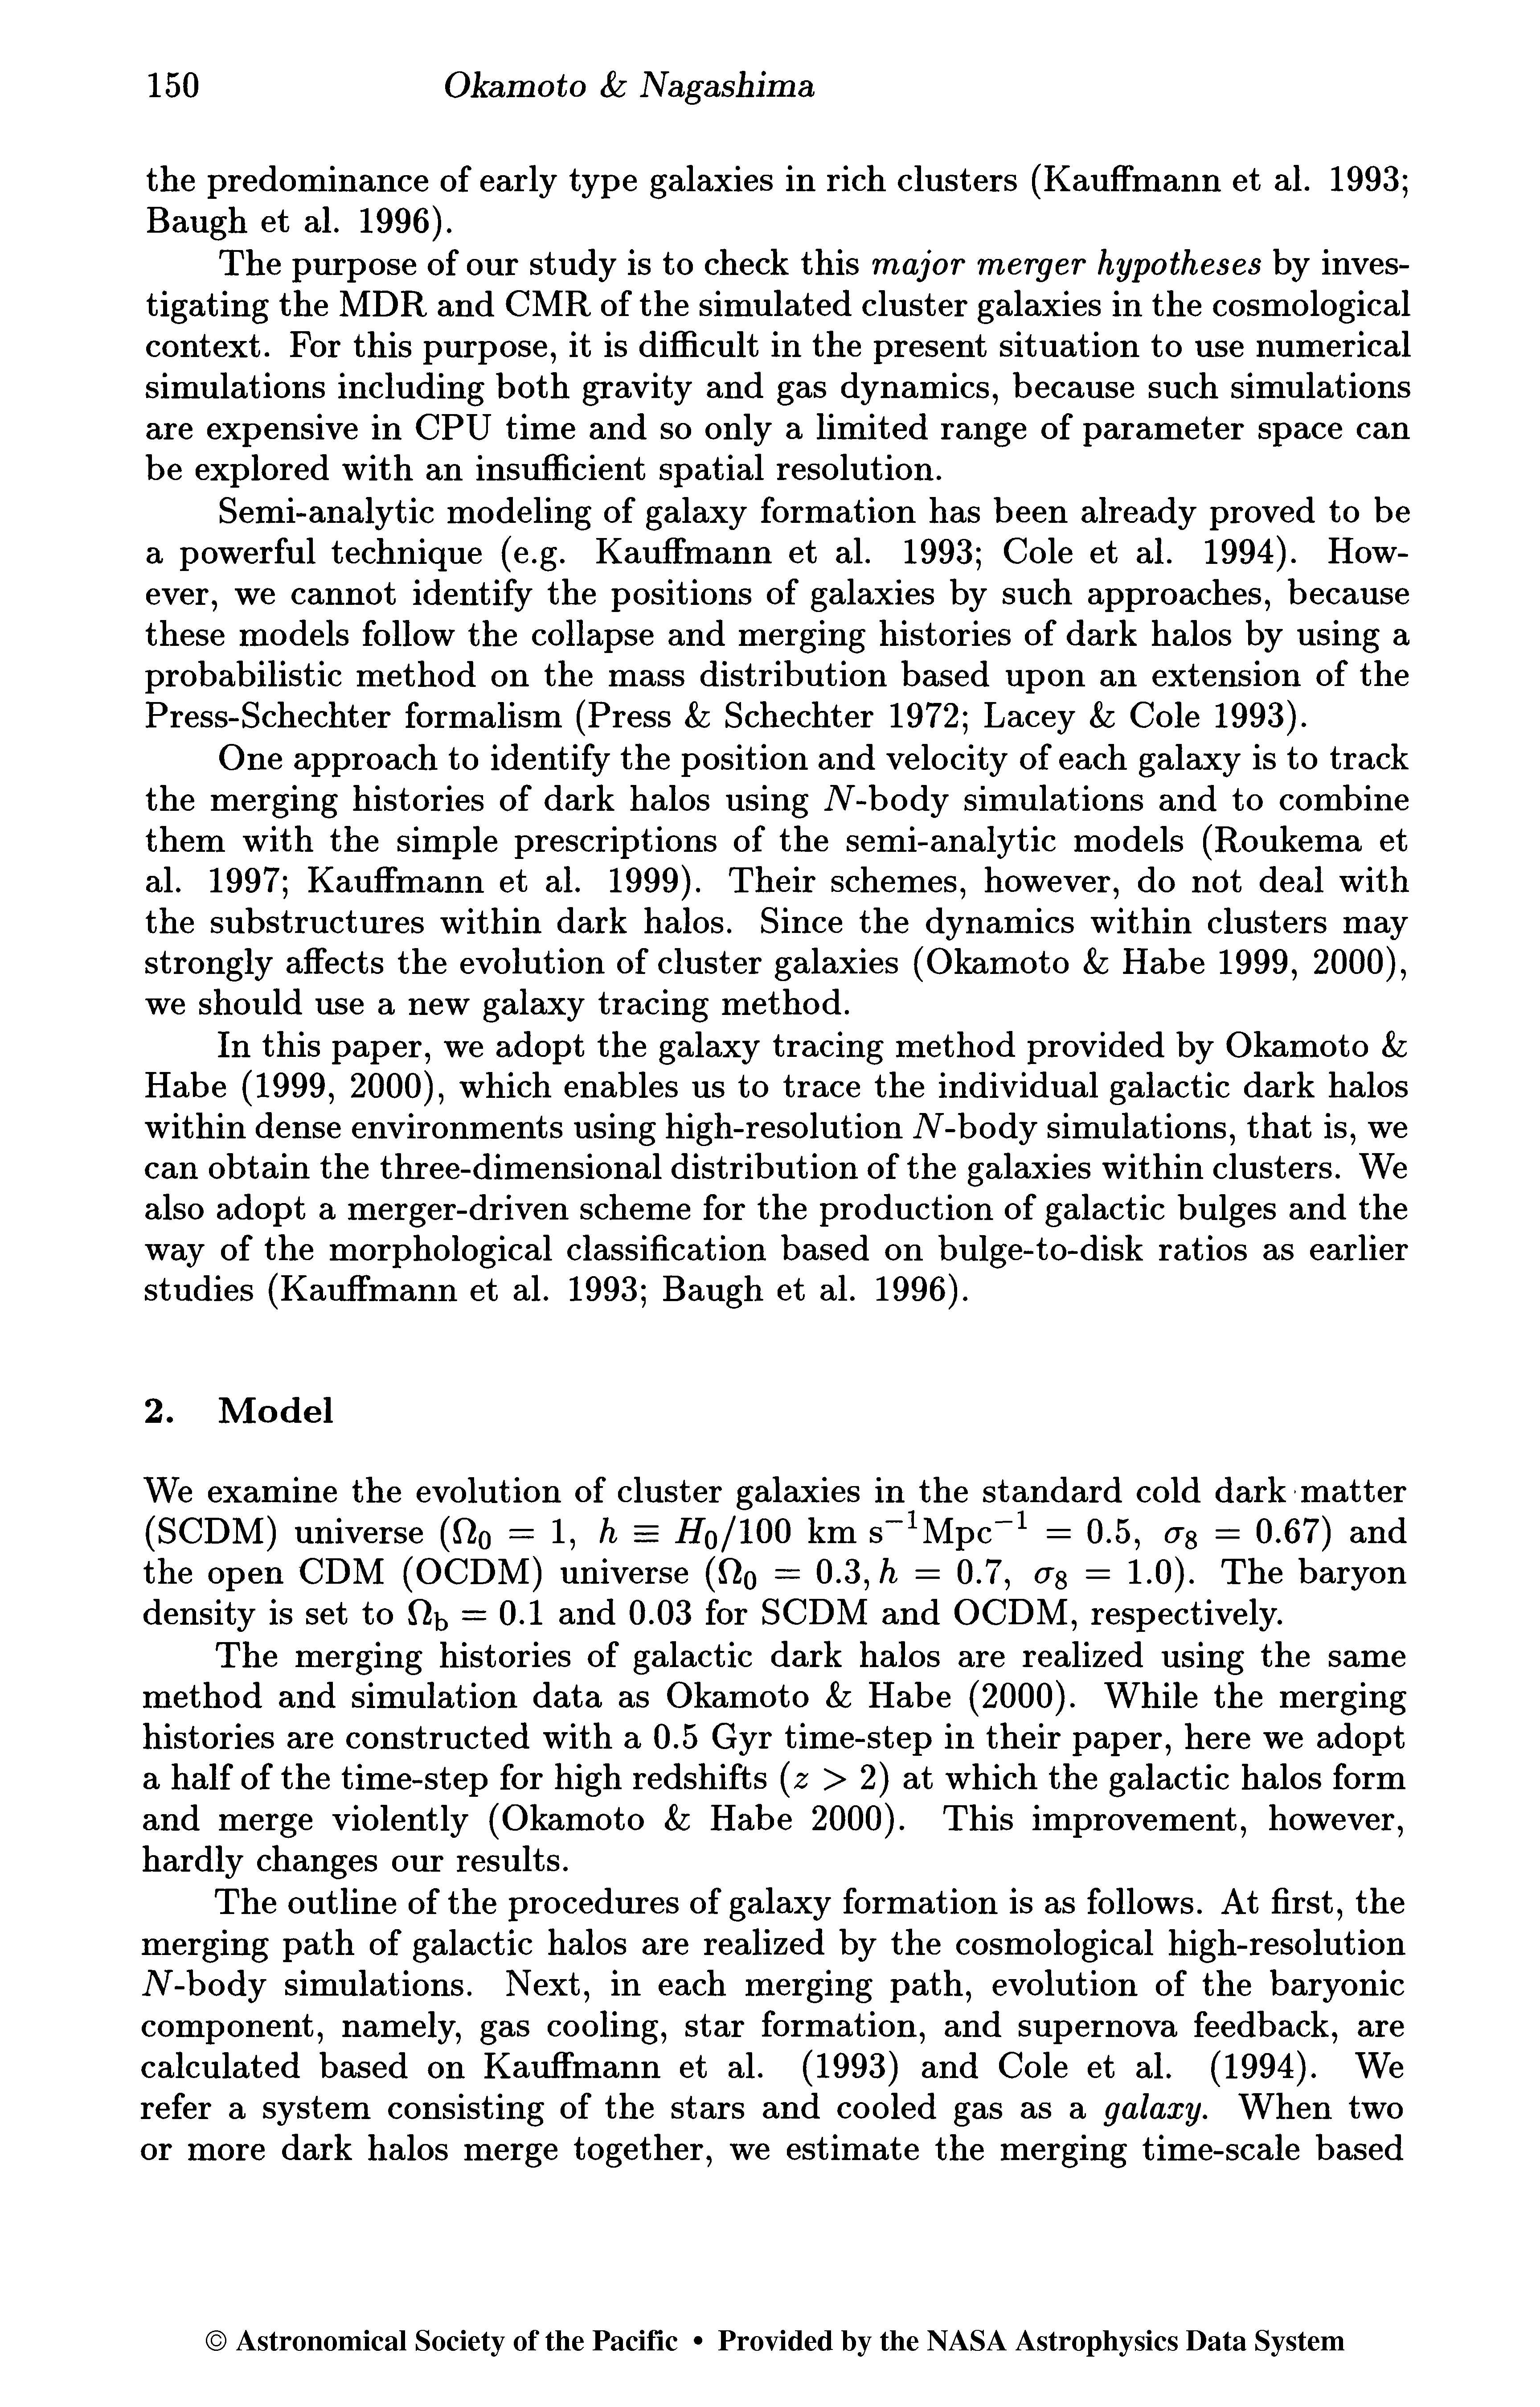 150 Okamoto & Nagashima
the predominance of early type galaxies in rich clusters (Kauffmann et al. 1993;
Baugh et al. 1996).
The purpose of our study is to check this major merger hypotheses by inves-
tigating the MDR and CMR of the simulated cluster galaxies in the cosmological
context. For this purpose, it is difficult in the present situation to use numerical
simulations including both gravity and gas dynamics, because such simulations
are expensive in CPU time and so only a limited range of parameter space can
be explored with an insufficient spatial resolution.
Semi-analytic modeling of galaxy formation has been already proved to be
a powerful technique (e.g. Kauffmann et al. 1993; Cole et al. 1994). How-
ever, we cannot identify the positions of galaxies by such approaches, because
these models follow the collapse and merging histories of dark halos by using a
probabilistic method on the mass distribution based upon an extension of the
Press-Schechter formalism (Press & Schechter 1972; Lacey & Cole 1993).
One approach to identify the position and velocity of each galaxy is to track
the merging histories of dark halos using N-body simulations and to combine
them with the simple prescriptions of the semi-analytic models (Roukema et
al. 1997; Kauffmann et al. 1999). Their schemes, however, do not deal with
the substructures within dark halos. Since the dynamics within clusters may
strongly affects the evolution of cluster galaxies (Okamoto & Habe 1999, 2000),
we should use a new galaxy tracing method.
In this paper, we adopt the galaxy tracing method provided by Okamoto &
Habe (1999, 2000), which enables us to trace the individual galactic dark halos
within dense environments using high-resolution N-body simulations, that is, we
can obtain the three-dimensional distribution of the galaxies within clusters. We
also adopt a merger-driven scheme for the production of galactic bulges and the
way of the morphological classification based on bulge-to-disk ratios as earlier
studies (Kauffmann et al. 1993; Baugh et al. 1996).
2. Model
We examine the evolution of cluster galaxies in the standard cold dark matter
(SCDM) universe (Ω₀ = 1, h ≡ H₀/100 km s⁻¹Mpc⁻¹ = 0.5, σ₈ = 0.67) and
the open CDM (OCDM) universe (Ω₀ = 0.3, h = 0.7, σ₈ = 1.0). The baryon
density is set to Ω_b = 0.1 and 0.03 for SCDM and OCDM, respectively.
The merging histories of galactic dark halos are realized using the same
method and simulation data as Okamoto & Habe (2000). While the merging
histories are constructed with a 0.5 Gyr time-step in their paper, here we adopt
a half of the time-step for high redshifts (z > 2) at which the galactic halos form
and merge violently (Okamoto & Habe 2000). This improvement, however,
hardly changes our results.
The outline of the procedures of galaxy formation is as follows. At first, the
merging path of galactic halos are realized by the cosmological high-resolution
N-body simulations. Next, in each merging path, evolution of the baryonic
component, namely, gas cooling, star formation, and supernova feedback, are
calculated based on Kauffmann et al. (1993) and Cole et al. (1994). We
refer a system consisting of the stars and cooled gas as a galaxy. When two
or more dark halos merge together, we estimate the merging time-scale based
© Astronomical Society of the Pacific • Provided by the NASA Astrophysics Data System